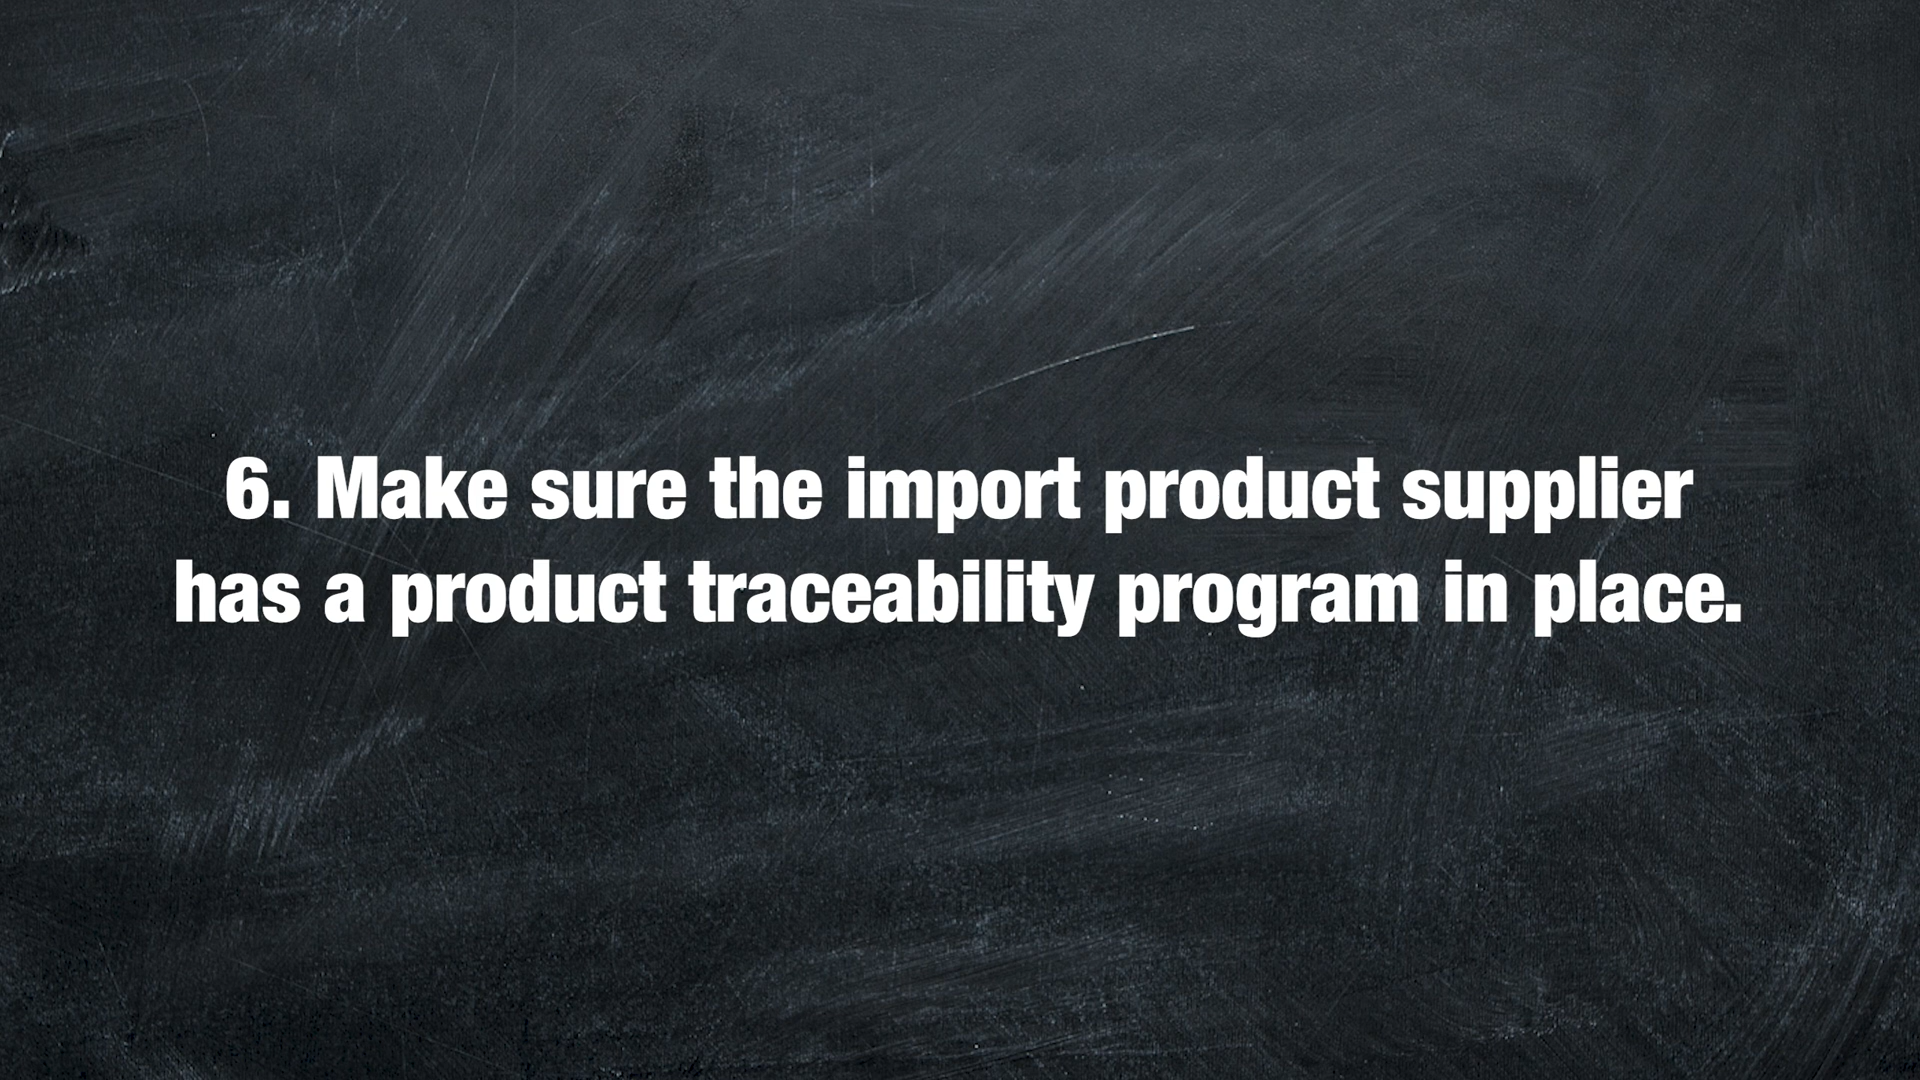 6. Make sure the import product supplier
has a product traceability program in place.